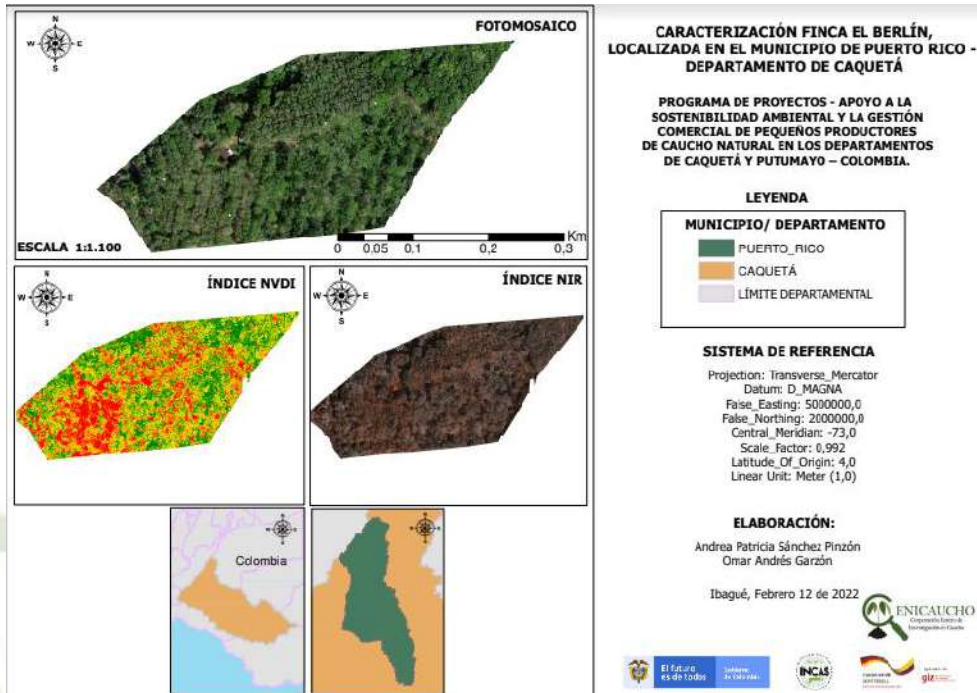 FOTOMOSAICO
N
W
E
S
ESCALA 1:1.100
Km
0
0,05
0,1
0,2
0,3
ÍNDICE NVDI
N
W
E
S
ÍNDICE NIR
N
W
E
S
Colombia
CARACTERIZACIÓN FINCA EL BERLÍN,
LOCALIZADA EN EL MUNICIPIO DE PUERTO RICO -
DEPARTAMENTO DE CAQUETÁ
PROGRAMA DE PROYECTOS - APOYO A LA
SOSTENIBILIDAD AMBIENTAL Y LA GESTIÓN
COMERCIAL DE PEQUEÑOS PRODUCTORES
DE CAUCHO NATURAL EN LOS DEPARTAMENTOS
DE CAQUETÁ Y PUTUMAYO – COLOMBIA.
LEYENDA
MUNICIPIO/ DEPARTAMENTO
PUERTO_RICO
CAQUETÁ
LÍMITE DEPARTAMENTAL
SISTEMA DE REFERENCIA
Projection: Transverse_Mercator
Datum: D_MAGNA
False_Easting: 5000000,0
False_Northing: 2000000,0
Central_Meridian: -73,0
Scale_Factor: 0,992
Latitude_Of_Origin: 4,0
Linear Unit: Meter (1,0)
ELABORACIÓN:
Andrea Patricia Sánchez Pinzón
Omar Andrés Garzón
Ibagué, Febrero 12 de 2022
ENICAUCHO
El futuro
es de todos
Gobierno
de Colombia
INCAS
giz